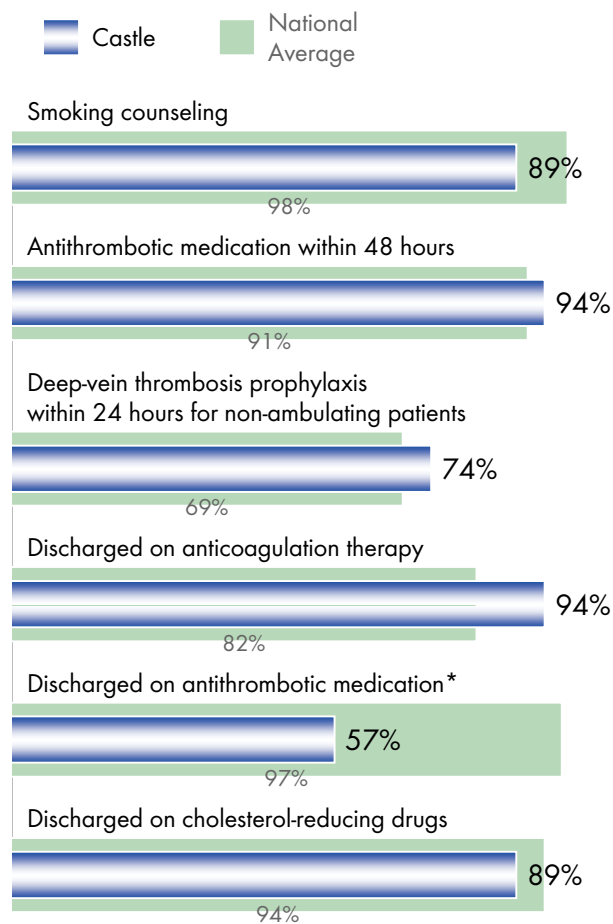 Castle
National
Average
Smoking counseling
89%
98%
Antithrombotic medication within 48 hours
94%
91%
Deep-vein thrombosis prophylaxis
within 24 hours for non-ambulating patients
74%
69%
Discharged on anticoagulation therapy
94%
82%
Discharged on antithrombotic medication*
57%
97%
Discharged on cholesterol-reducing drugs
89%
94%